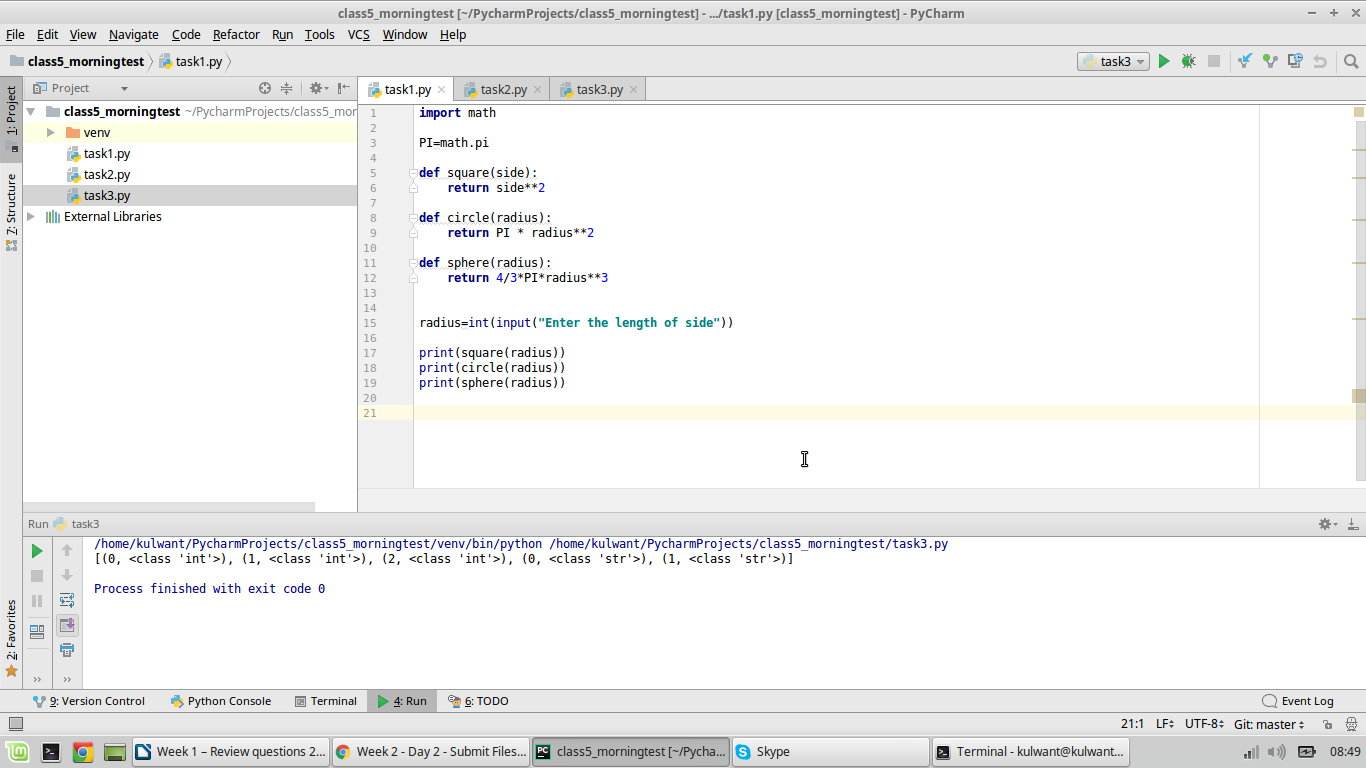 class5_morningtest [~/PycharmProjects/class5_morningtest] - .../task1.py [class5_morningtest] - PyCharm
File Edit View Navigate Code Refactor Run Tools VCS Window Help
class5_morningtest task1.py task3
1: Project
Z: Structure
2: Favorites
Project
class5_morningtest ~/PycharmProjects/class5_mor
venv
task1.py
task2.py
task3.py
External Libraries
task1.py task2.py task3.py
1 import math
2
3 PI=math.pi
4
5 def square(side):
6 return side**2
7
8 def circle(radius):
9 return PI * radius**2
10
11 def sphere(radius):
12 return 4/3*PI*radius**3
13
14
15 radius=int(input("Enter the length of side"))
16
17 print(square(radius))
18 print(circle(radius))
19 print(sphere(radius))
20
21
Run task3
/home/kulwant/PycharmProjects/class5_morningtest/venv/bin/python /home/kulwant/PycharmProjects/class5_morningtest/task3.py
[(0, <class 'int'>), (1, <class 'int'>), (2, <class 'int'>), (0, <class 'str'>), (1, <class 'str'>)]
Process finished with exit code 0
9: Version Control Python Console Terminal 4: Run 6: TODO Event Log
21:1 LF UTF-8 Git: master
Week 1 – Review questions 2... Week 2 - Day 2 - Submit Files... class5_morningtest [~/Pycha... Skype Terminal - kulwant@kulwant... 08:49